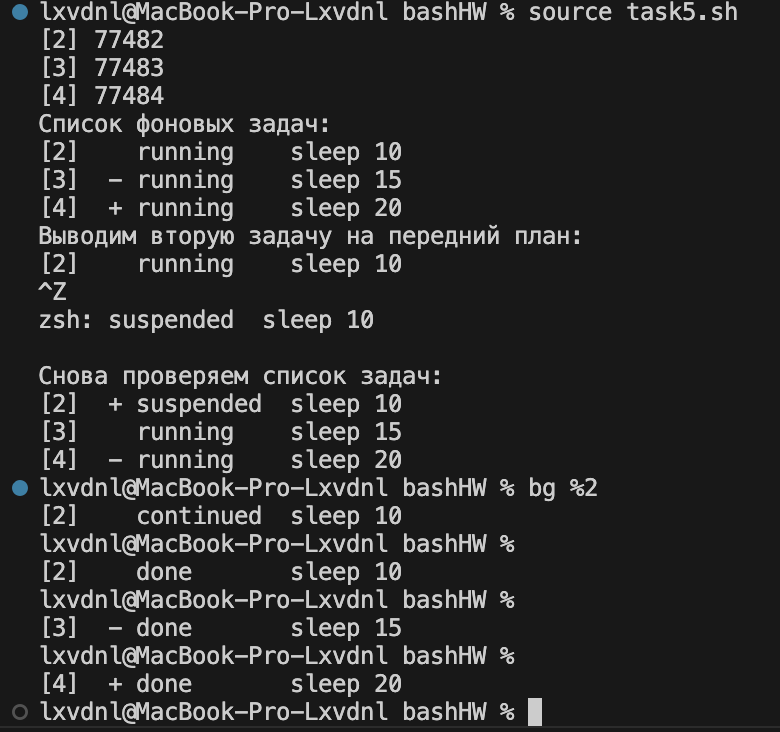 lxvdnl@MacBook-Pro-Lxvdnl bashHW % source task5.sh
[2] 77482
[3] 77483
[4] 77484
Список фоновых задач:
[2]    running    sleep 10
[3]  - running    sleep 15
[4]  + running    sleep 20
Выводим вторую задачу на передний план:
[2]    running    sleep 10
^Z
zsh: suspended  sleep 10
Снова проверяем список задач:
[2]  + suspended  sleep 10
[3]    running    sleep 15
[4]  - running    sleep 20
lxvdnl@MacBook-Pro-Lxvdnl bashHW % bg %2
[2]    continued  sleep 10
lxvdnl@MacBook-Pro-Lxvdnl bashHW %
[2]    done       sleep 10
lxvdnl@MacBook-Pro-Lxvdnl bashHW %
[3]  - done       sleep 15
lxvdnl@MacBook-Pro-Lxvdnl bashHW %
[4]  + done       sleep 20
lxvdnl@MacBook-Pro-Lxvdnl bashHW %